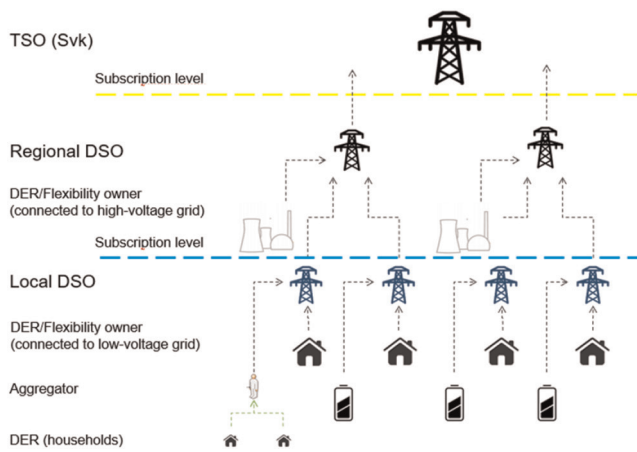 TSO (Svk)
Subscription level
Regional DSO
DER/Flexibility owner
(connected to high-voltage grid)
Subscription level
Local DSO
DER/Flexibility owner
(connected to low-voltage grid)
Aggregator
DER (households)